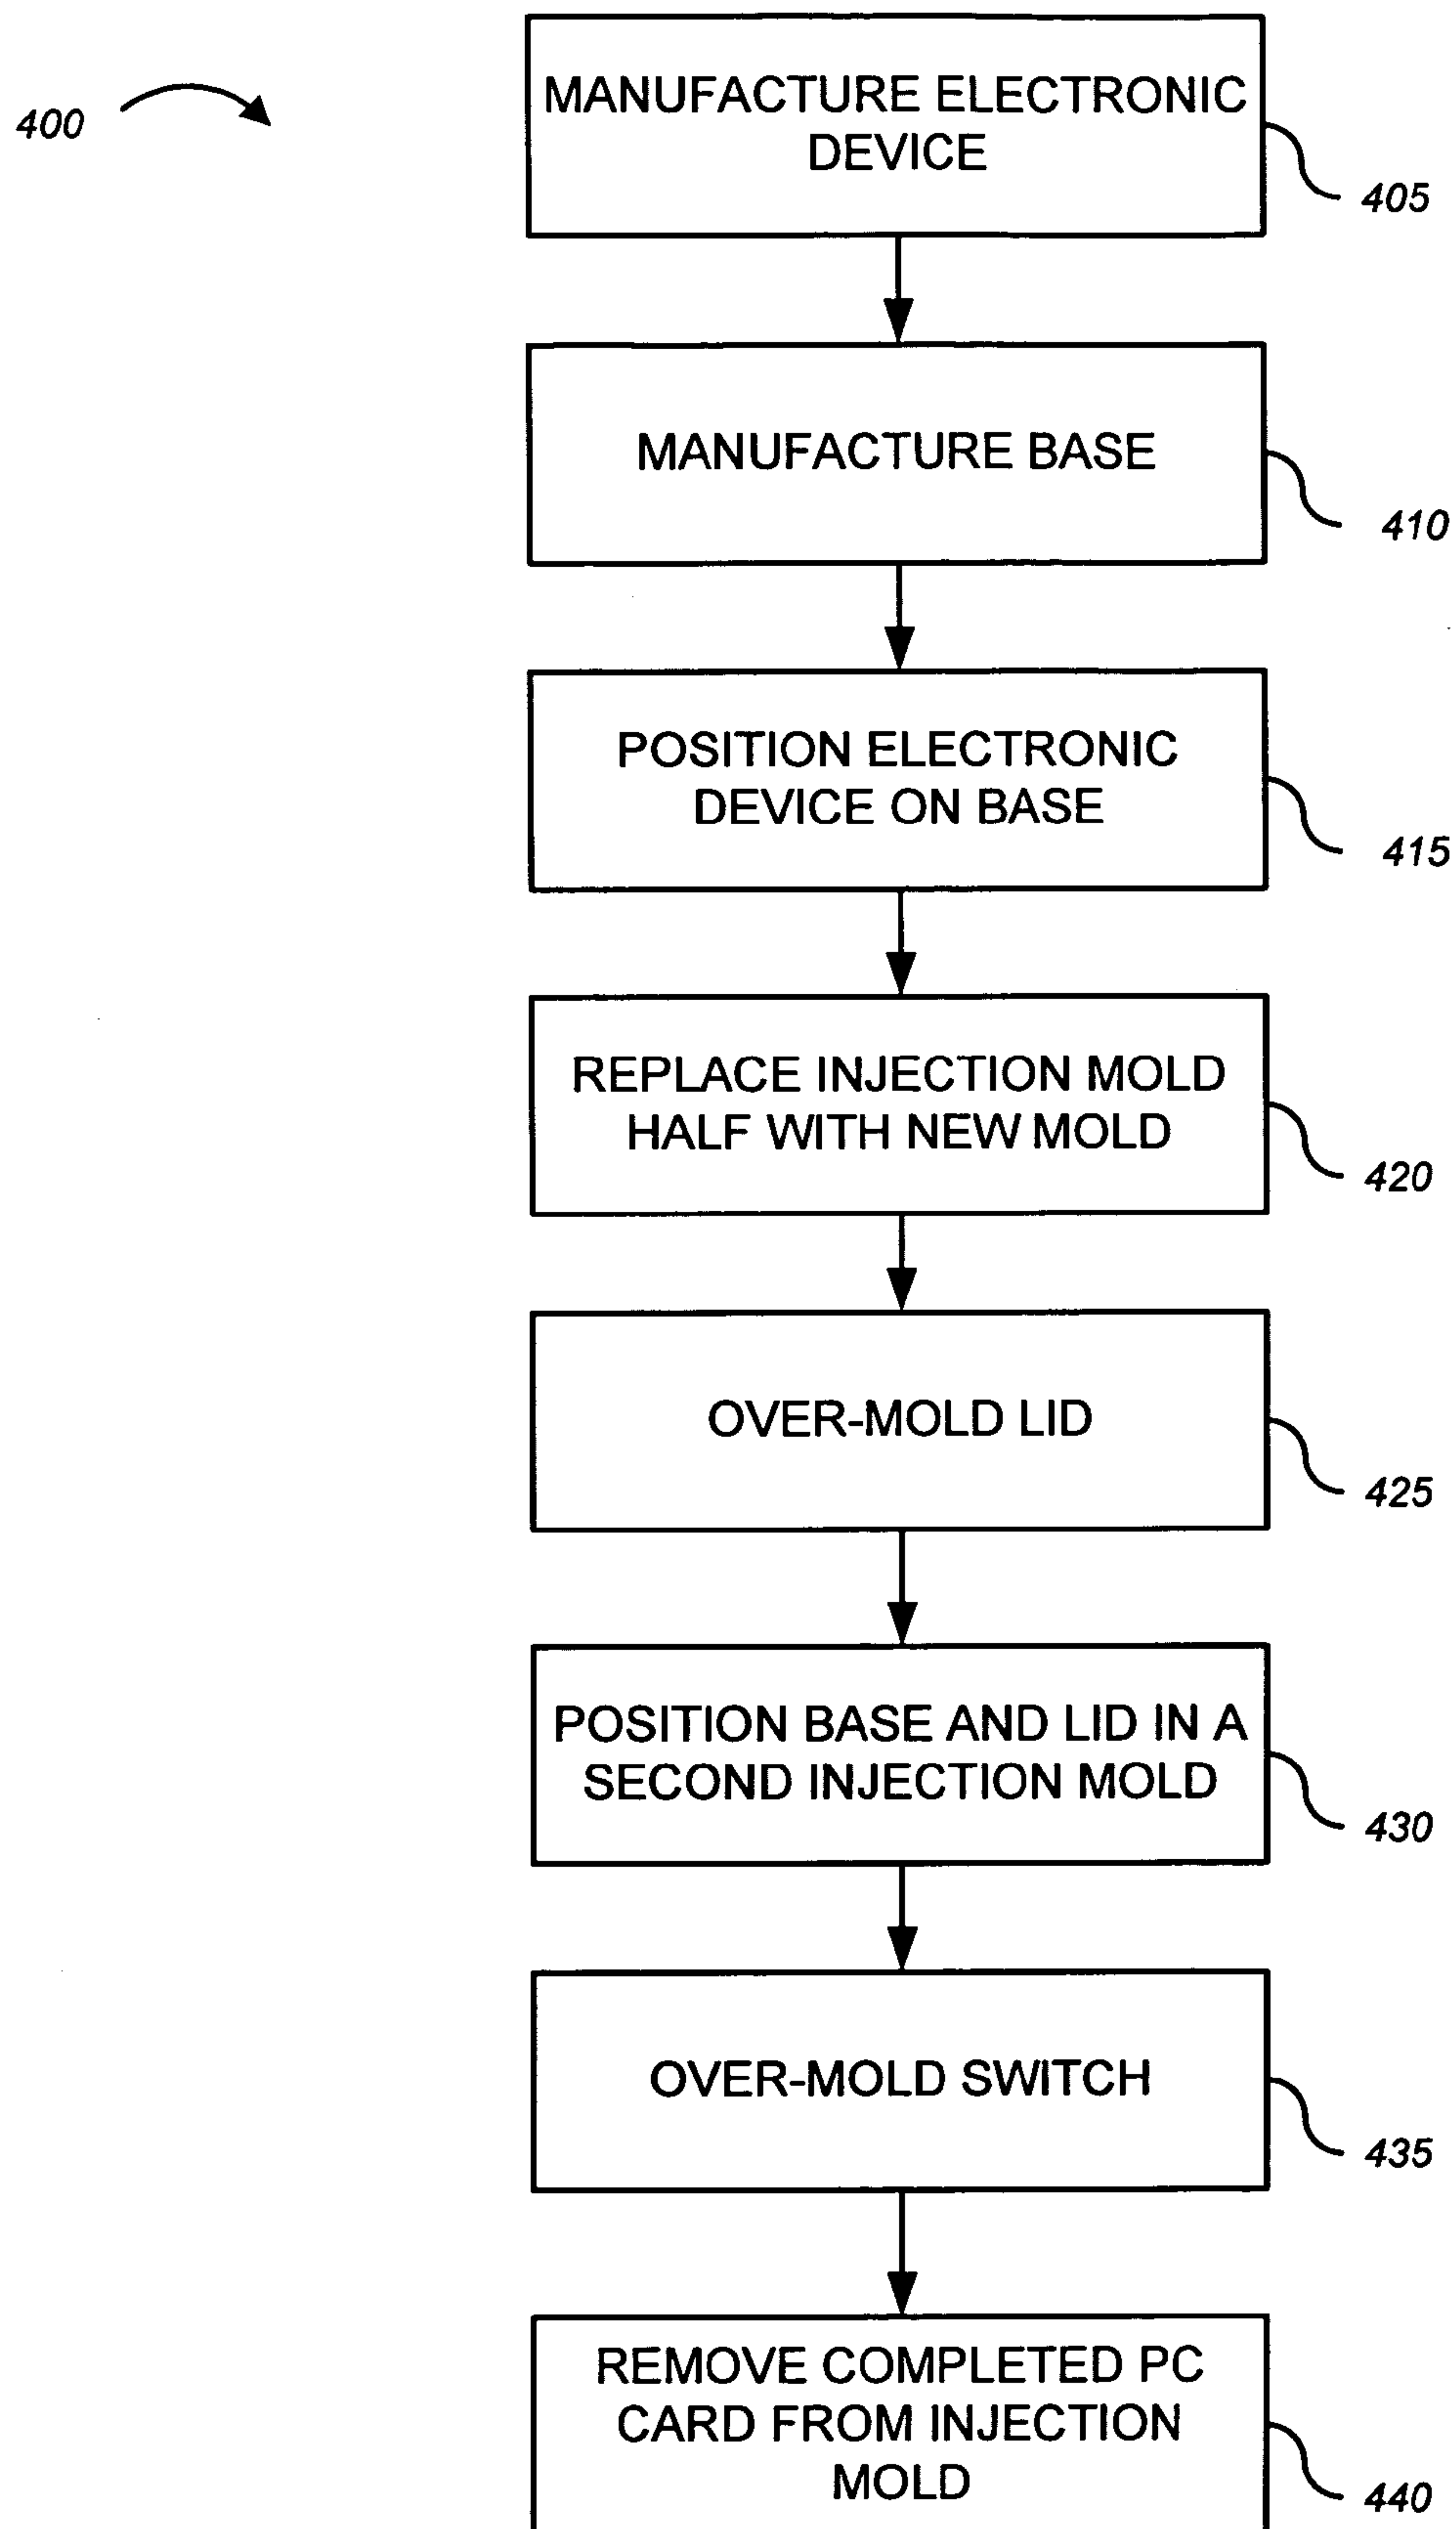 400
MANUFACTURE ELECTRONIC
DEVICE
405
MANUFACTURE BASE
410
POSITION ELECTRONIC
DEVICE ON BASE
415
REPLACE INJECTION MOLD
HALF WITH NEW MOLD
420
OVER-MOLD LID
425
POSITION BASE AND LID IN A
SECOND INJECTION MOLD
430
OVER-MOLD SWITCH
435
REMOVE COMPLETED PC
CARD FROM INJECTION
MOLD
440